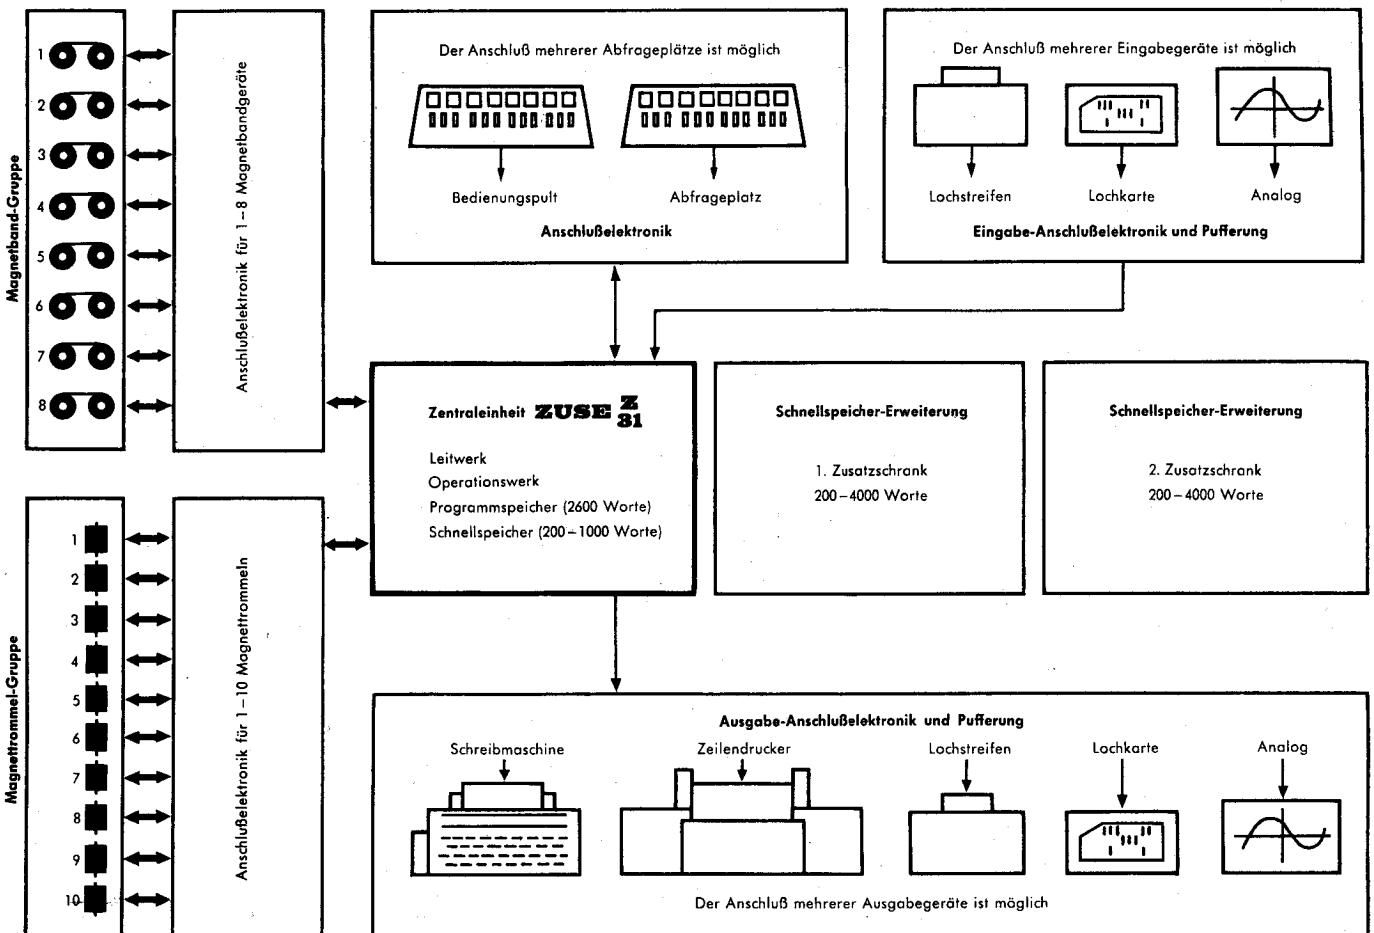 Magnetband-Gruppe
1
2
3
4
5
6
7
8
Anschlußelektronik für 1–8 Magnetbandgeräte
Der Anschluß mehrerer Abfrageplätze ist möglich
Bedienungspult
Abfrageplatz
Anschlußelektronik
Der Anschluß mehrerer Eingabegeräte ist möglich
Lochstreifen
Lochkarte
Analog
Eingabe-Anschlußelektronik und Pufferung
Zentraleinheit ZUSE Z 31
Leitwerk
Operationswerk
Programmspeicher (2600 Worte)
Schnellspeicher (200–1000 Worte)
Schnellspeicher-Erweiterung
1. Zusatzschrank
200–4000 Worte
Schnellspeicher-Erweiterung
2. Zusatzschrank
200–4000 Worte
Magnettrommel-Gruppe
1
2
3
4
5
6
7
8
9
10
Anschlußelektronik für 1–10 Magnettrommeln
Ausgabe-Anschlußelektronik und Pufferung
Schreibmaschine
Zeilendrucker
Lochstreifen
Lochkarte
Analog
Der Anschluß mehrerer Ausgabegeräte ist möglich